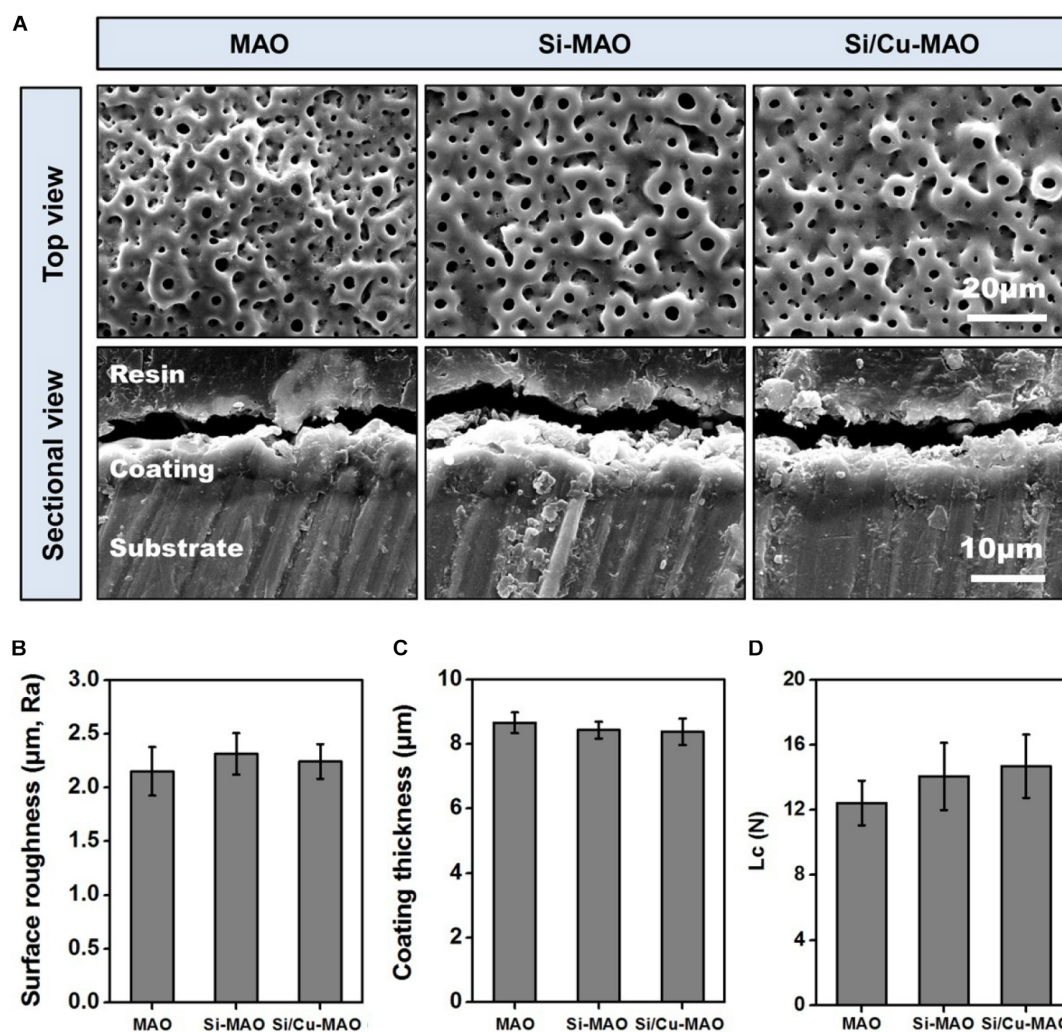 A
MAO
Si-MAO
Si/Cu-MAO
Top view
20µm
Sectional view
Resin
Coating
Substrate
10µm
B
Surface roughness (µm, Ra)
3.0
2.5
2.0
1.5
1.0
0.5
0.0
MAO
Si-MAO
Si/Cu-MAO
C
Coating thickness (µm)
10
8
6
4
2
0
MAO
Si-MAO
Si/Cu-MAO
D
Lc (N)
20
16
12
8
4
0
MAO
Si-MAO
Si/Cu-MAO